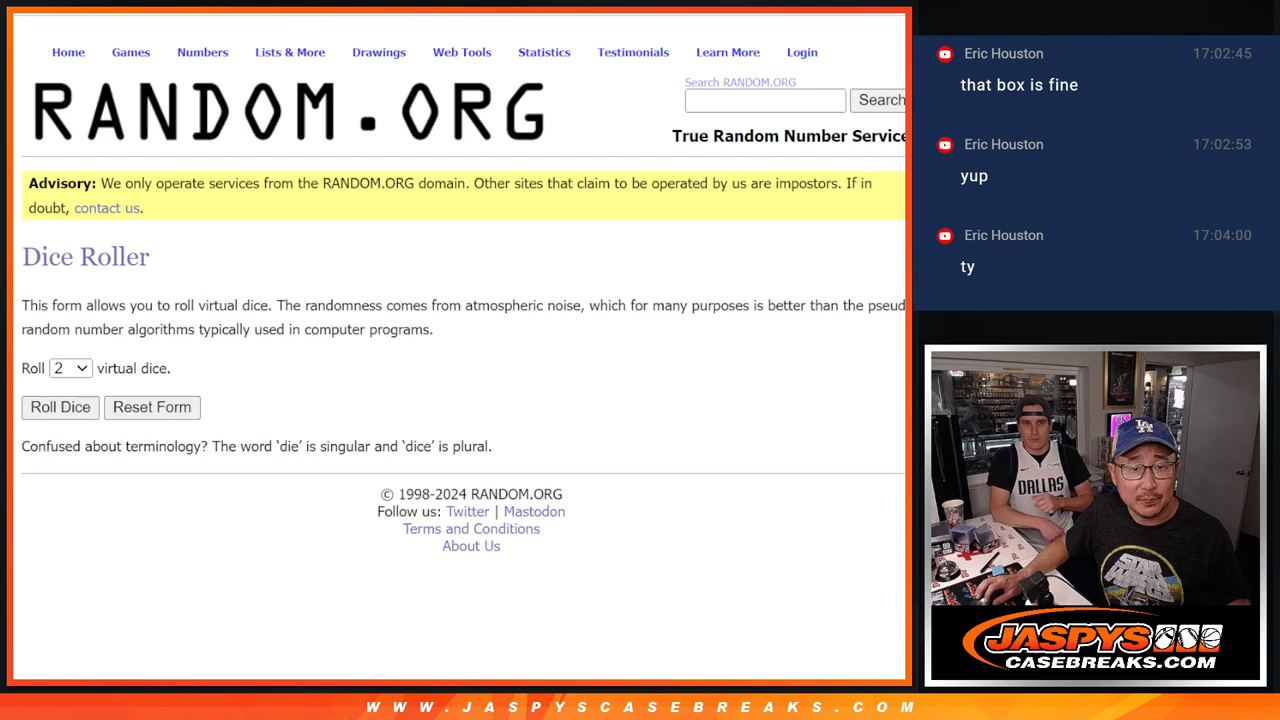 Home Games Numbers Lists & More Drawings Web Tools Statistics Testimonials Learn More Login
RANDOM.ORG
Search RANDOM.ORG
Search
True Random Number Service
Advisory: We only operate services from the RANDOM.ORG domain. Other sites that claim to be operated by us are impostors. If in
doubt, contact us.
Dice Roller
This form allows you to roll virtual dice. The randomness comes from atmospheric noise, which for many purposes is better than the pseud
random number algorithms typically used in computer programs.
Roll 2 virtual dice.
Roll Dice Reset Form
Confused about terminology? The word ‘die’ is singular and ‘dice’ is plural.
© 1998-2024 RANDOM.ORG
Follow us: Twitter | Mastodon
Terms and Conditions
About Us
Eric Houston 17:02:45
that box is fine
Eric Houston 17:02:53
yup
Eric Houston 17:04:00
ty
DALLAS
LA
STAR WARS
JASPYS
CASEBREAKS.COM
WWW.JASPYSCASEBREAKS.COM